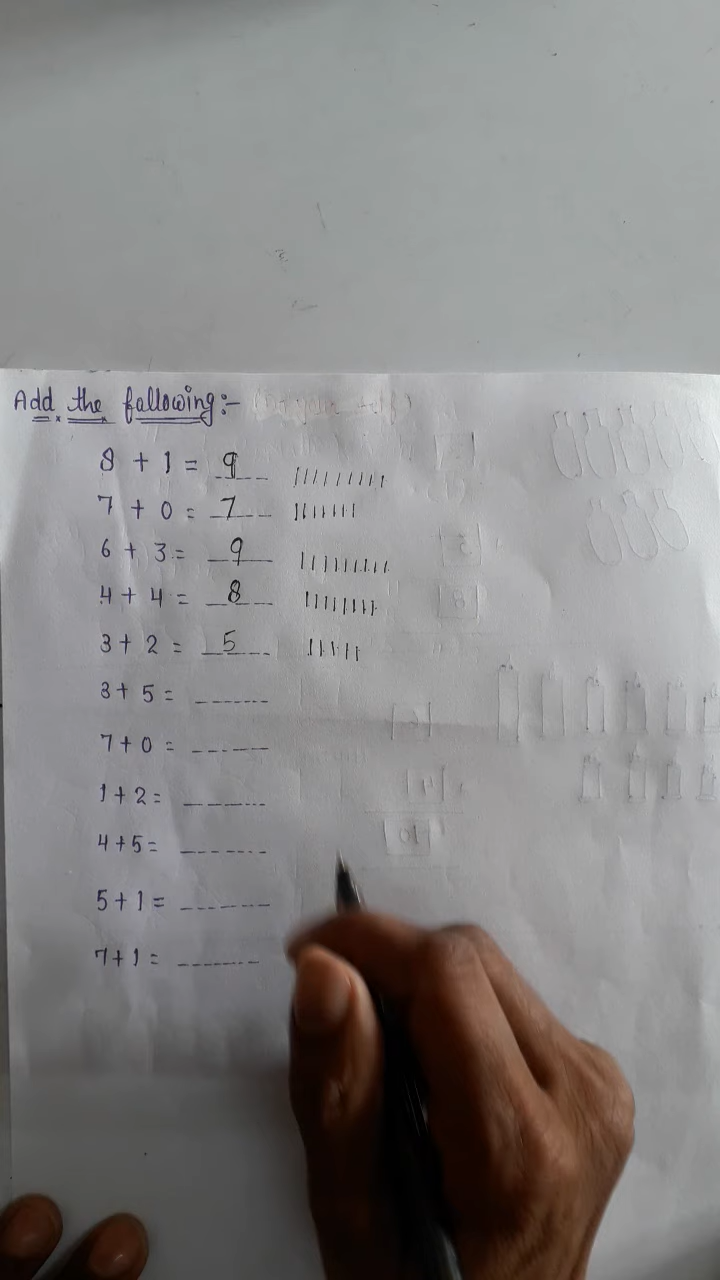 Add the fallowing:-
8 + 1 = 9
7 + 0 = 7
6 + 3 = 9
4 + 4 = 8
3 + 2 = 5
3 + 5 =
7 + 0 =
1 + 2 =
4 + 5 =
5 + 1 =
7 + 1 =